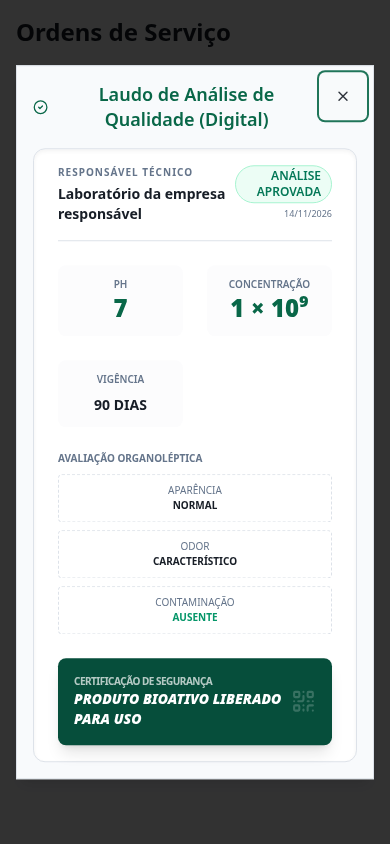 Ordens de Serviço
Laudo de Análise de
Qualidade (Digital)
RESPONSÁVEL TÉCNICO
Laboratório da empresa
responsável
ANÁLISE
APROVADA
14/11/2026
PH
7
CONCENTRAÇÃO
1 × 10⁹
VIGÊNCIA
90 DIAS
AVALIAÇÃO ORGANOLÉPTICA
APARÊNCIA
NORMAL
ODOR
CARACTERÍSTICO
CONTAMINAÇÃO
AUSENTE
CERTIFICAÇÃO DE SEGURANÇA
PRODUTO BIOATIVO LIBERADO
PARA USO